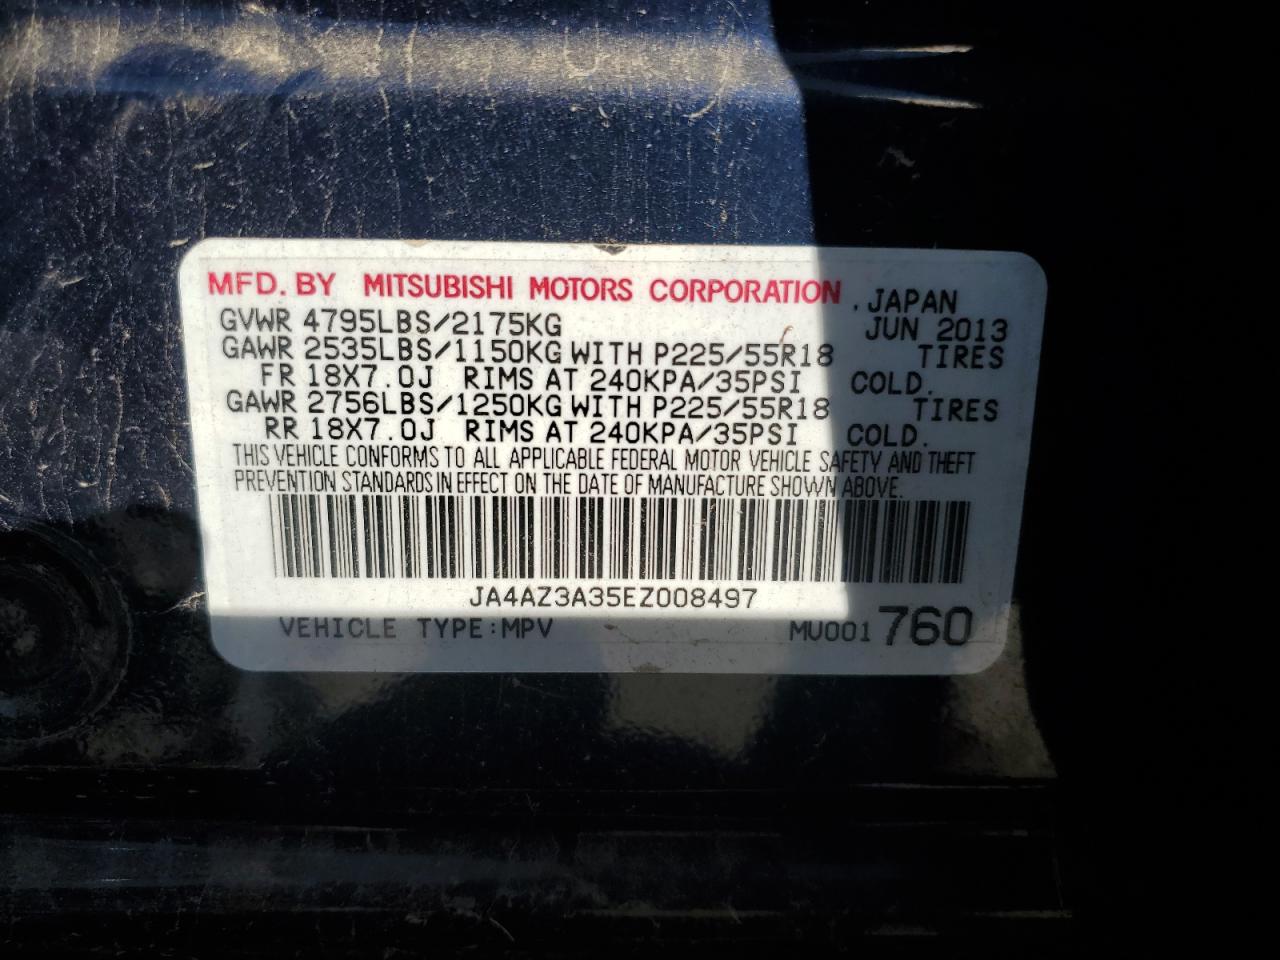 MFD. BY MITSUBISHI MOTORS CORPORATION, JAPAN
GVWR 4795LBS/2175KG JUN 2013
GAWR 2535LBS/1150KG WITH P225/55R18 TIRES
FR 18X7.0J RIMS AT 240KPA/35PSI COLD.
GAWR 2756LBS/1250KG WITH P225/55R18 TIRES
RR 18X7.0J RIMS AT 240KPA/35PSI COLD.
THIS VEHICLE CONFORMS TO ALL APPLICABLE FEDERAL MOTOR VEHICLE SAFETY AND THEFT
PREVENTION STANDARDS IN EFFECT ON THE DATE OF MANUFACTURE SHOWN ABOVE.
JA4AZ3A35EZ008497
VEHICLE TYPE:MPV MU001 760